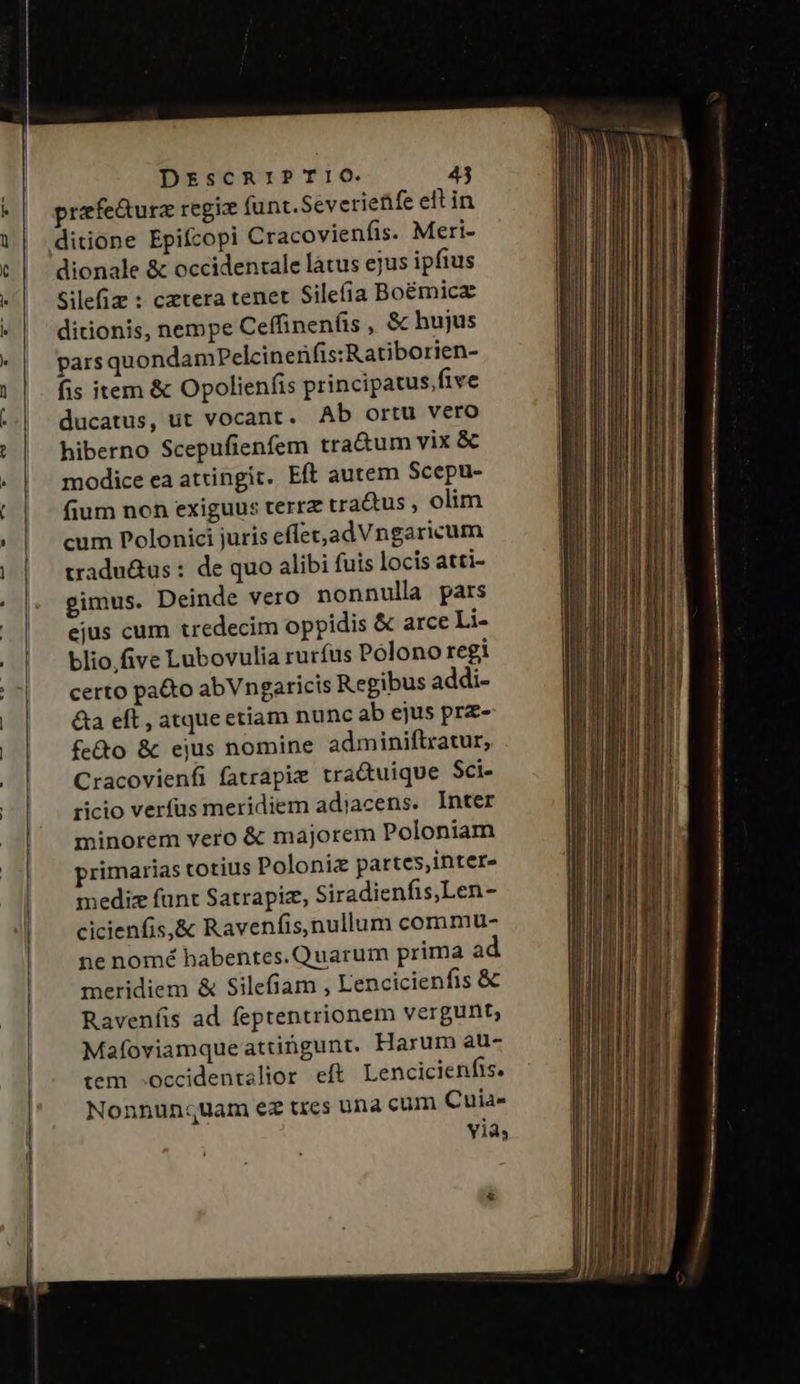 DESCRIPTIO. 43
præfecturæ regiæ ſunt. Severienſe eſt in
ditione Epiſcopi Cracovienſis. Meri-
dionale & occidentale latus ejus ipſius
Sileſiæ : cætera tenet Sileſia Boëmicæ
ditionis, nempe Ceſſinenſis , & hujus
pars quondam Pelcinenſis: Ratiborien-
ſis item & Opolienſis principatus, ſive
ducatus, ut vocant. Ab ortu vero
hiberno Scepuſienſem tractum vix &
modice ea attingit. Eſt autem Scepu-
ſium non exiguus terræ tractus , olim
cum Polonici juris eſſet, ad Vngaricum
traductus : de quo alibi ſuis locis atti-
gimus. Deinde vero nonnulla pars
ejus cum tredecim oppidis & arce Li-
blio, ſive Lubovulia rurſus Polono regi
certo pacto ab Vngaricis Regibus addi-
cta eſt , atque etiam nunc ab ejus præ-
fecto & ejus nomine adminiſtratur,
Cracovienſi ſatrapiæ tractuique Sci-
ricio verſus meridiem adjacens. Inter
minorem vero & majorem Poloniam
primarias totius Poloniæ partes, inter-
mediæ ſunt Satrapiæ, Siradienſis, Len-
cicienſis, & Ravenſis, nullum commu-
ne nomē habentes. Quarum prima ad
meridiem & Sileſiam , Lencicienſis &
Ravenſis ad ſeptentrionem vergunt,
Maſoviamque attingunt. Harum au-
tem occidentalior eſt Lencicienſis.
Nonnunquam eæ tres una cum Cuia-
via,